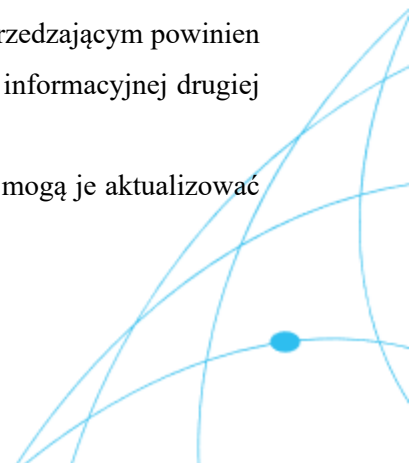 rzedzającym powinien
informacyjnej drugiej
mogą je aktualizować